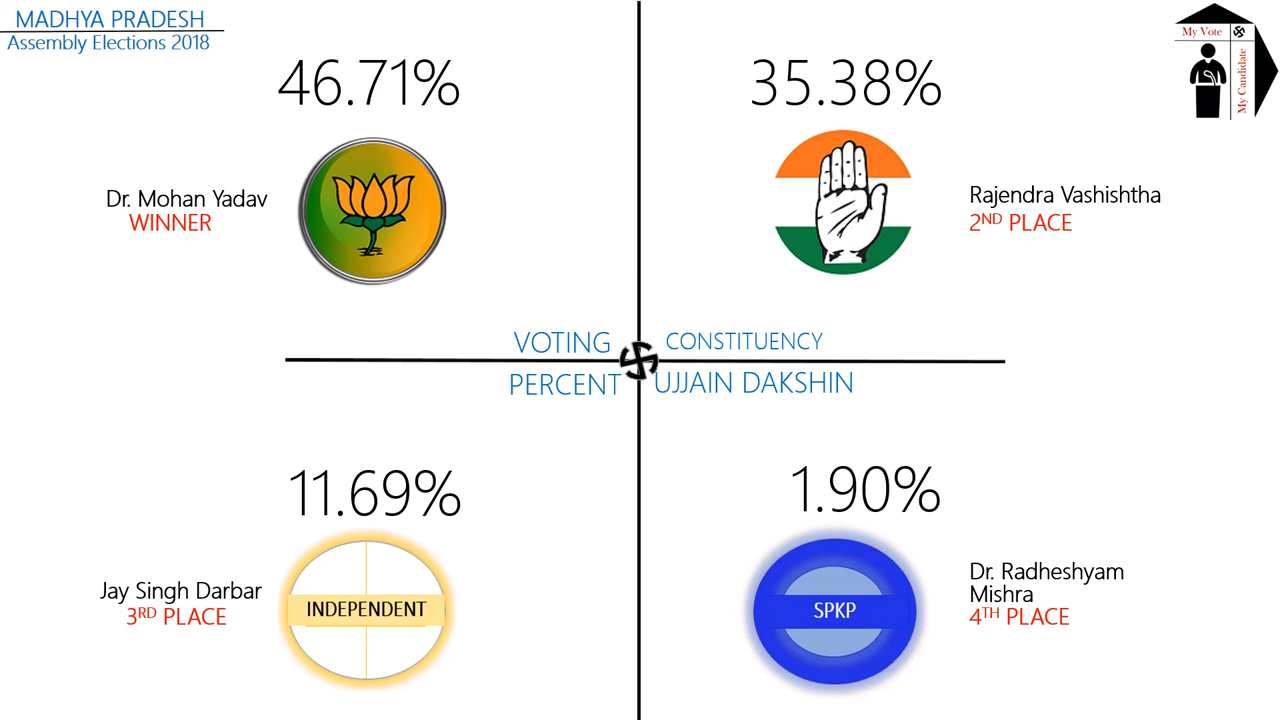 MADHYA PRADESH
Assembly Elections 2018
My Vote
My Candidate
46.71%
Dr. Mohan Yadav
WINNER
35.38%
Rajendra Vashishtha
2ND PLACE
VOTING
PERCENT
CONSTITUENCY
UJJAIN DAKSHIN
11.69%
Jay Singh Darbar
3RD PLACE
INDEPENDENT
1.90%
SPKP
Dr. Radheshyam
Mishra
4TH PLACE